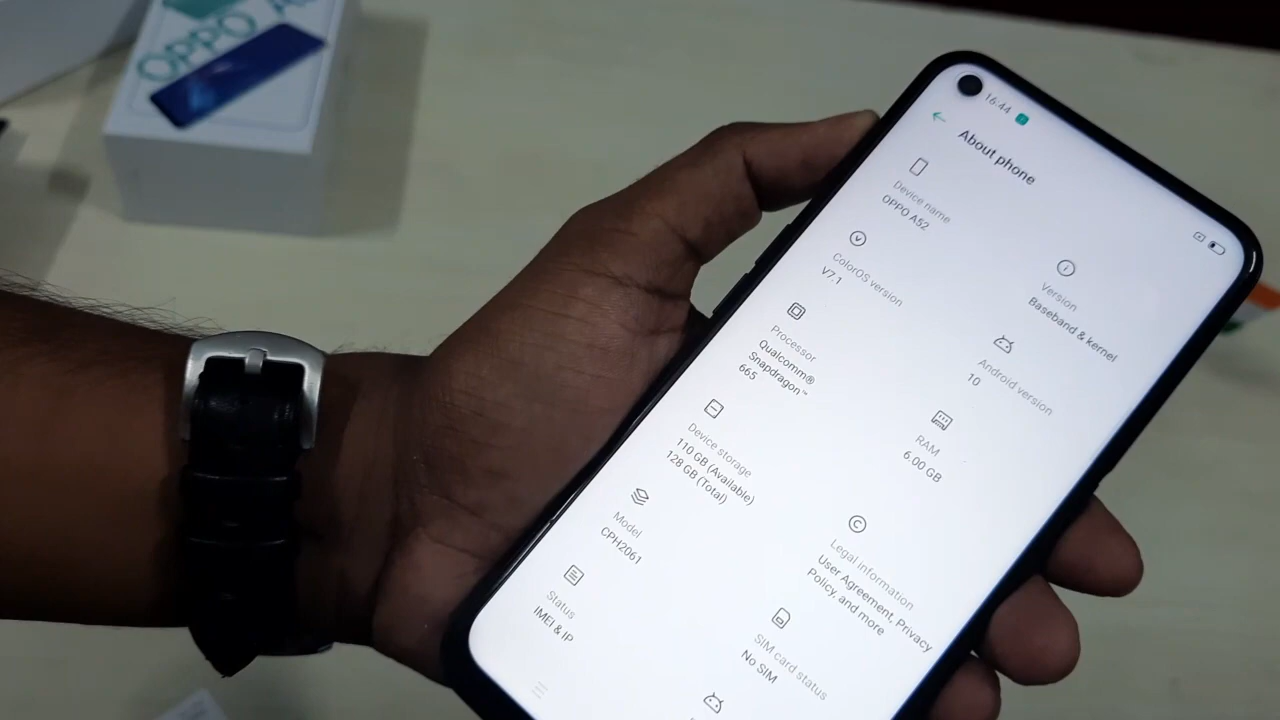 OPPO
16:44
About phone
Device name
OPPO A52
Version
Baseband & kernel
ColorOS version
V7.1
Android version
10
Processor
Qualcomm®
Snapdragon™
665
RAM
6.00 GB
Device storage
110 GB (Available)
128 GB (Total)
Legal information
User Agreement, Privacy
Policy, and more
Model
CPH2061
SIM card status
No SIM
Status
IMEI & IP